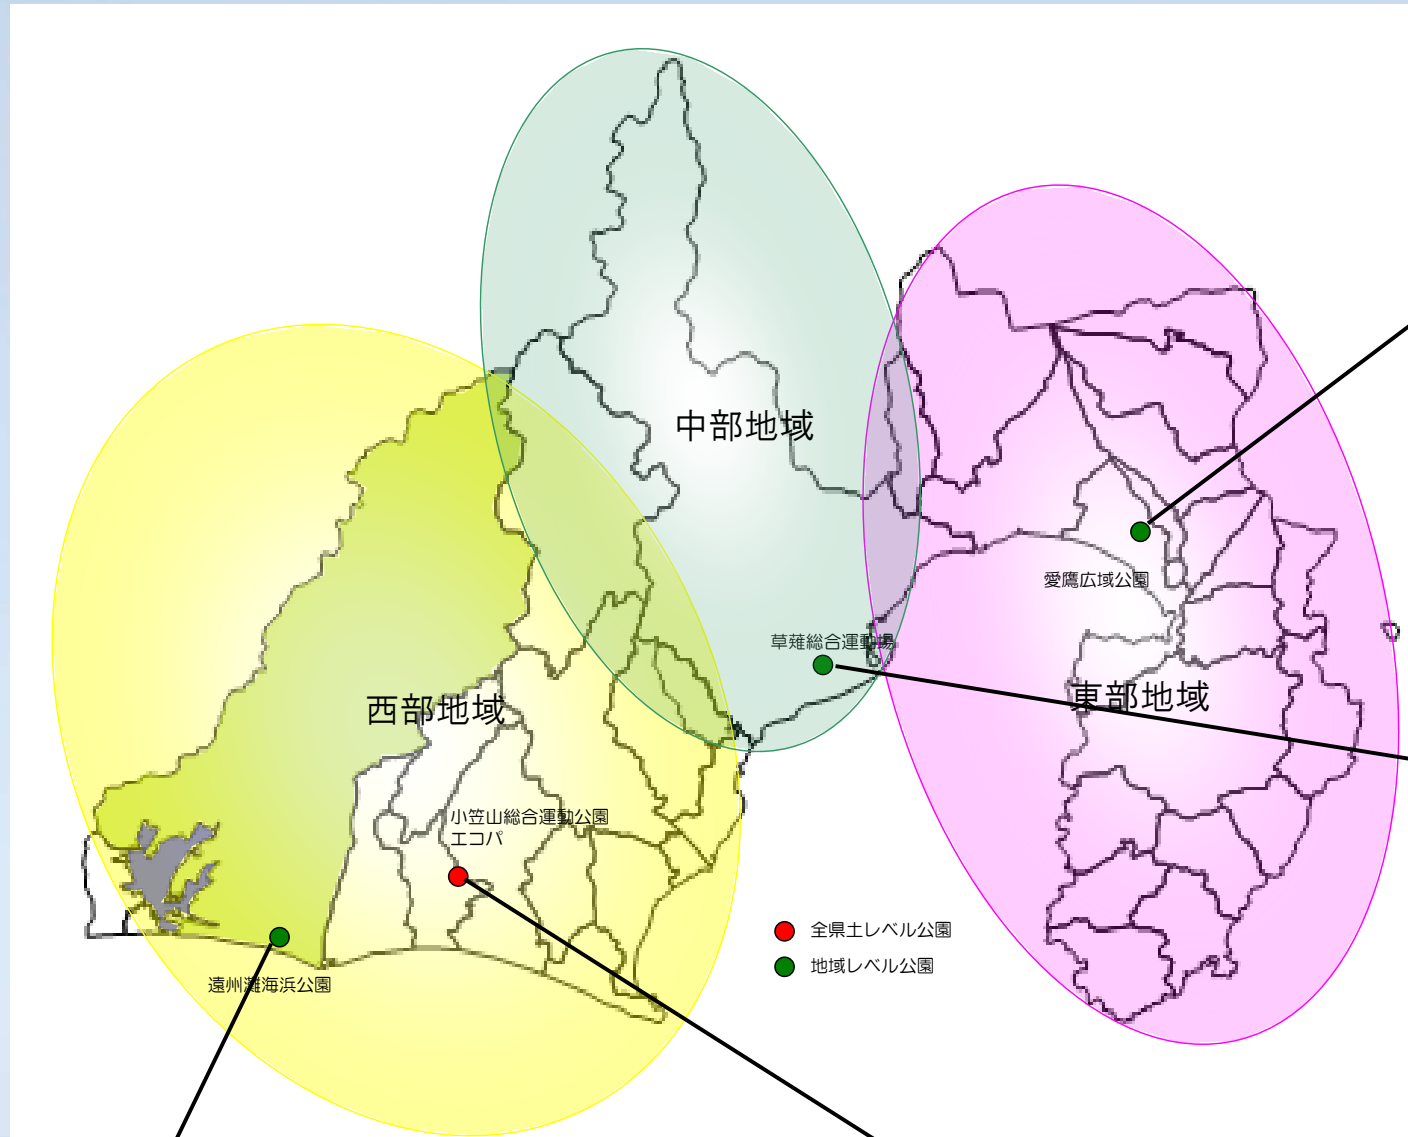 中部地域
愛鷹広域公園
草薙総合運動場
東部地域
西部地域
小笠山総合運動公園
エコパ
全県土レベル公園
地域レベル公園
遠州灘海浜公園